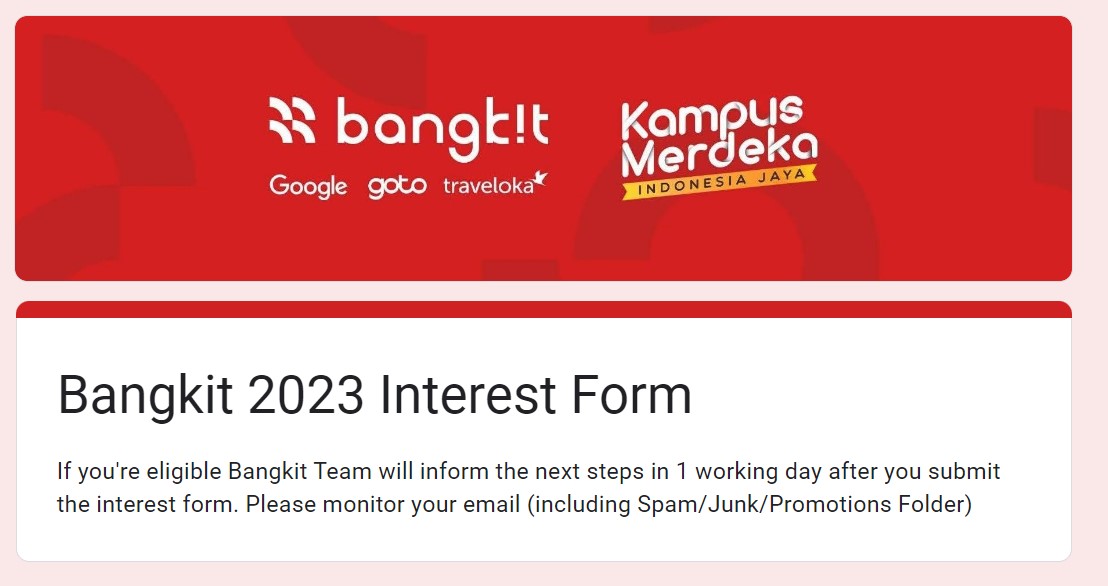 bangk!t
Google goto traveloka
Kampus
Merdeka
INDONESIA JAYA
Bangkit 2023 Interest Form
If you're eligible Bangkit Team will inform the next steps in 1 working day after you submit
the interest form. Please monitor your email (including Spam/Junk/Promotions Folder)